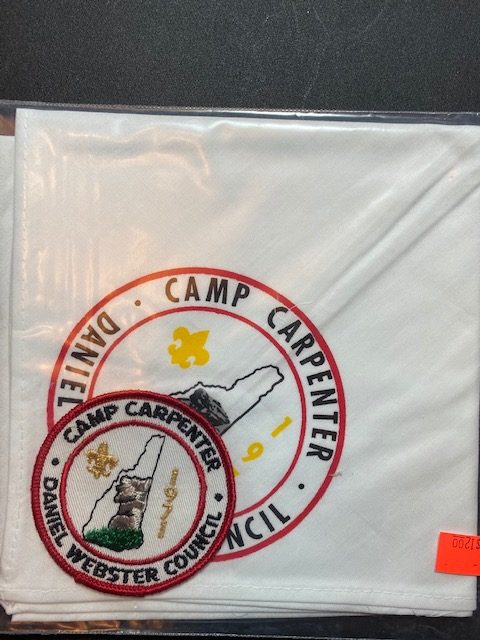 CAMP CARPENTER ·
DANIEL
NCIL
19
CAMP CARPENTER
• DANIEL WEBSTER COUNCIL •